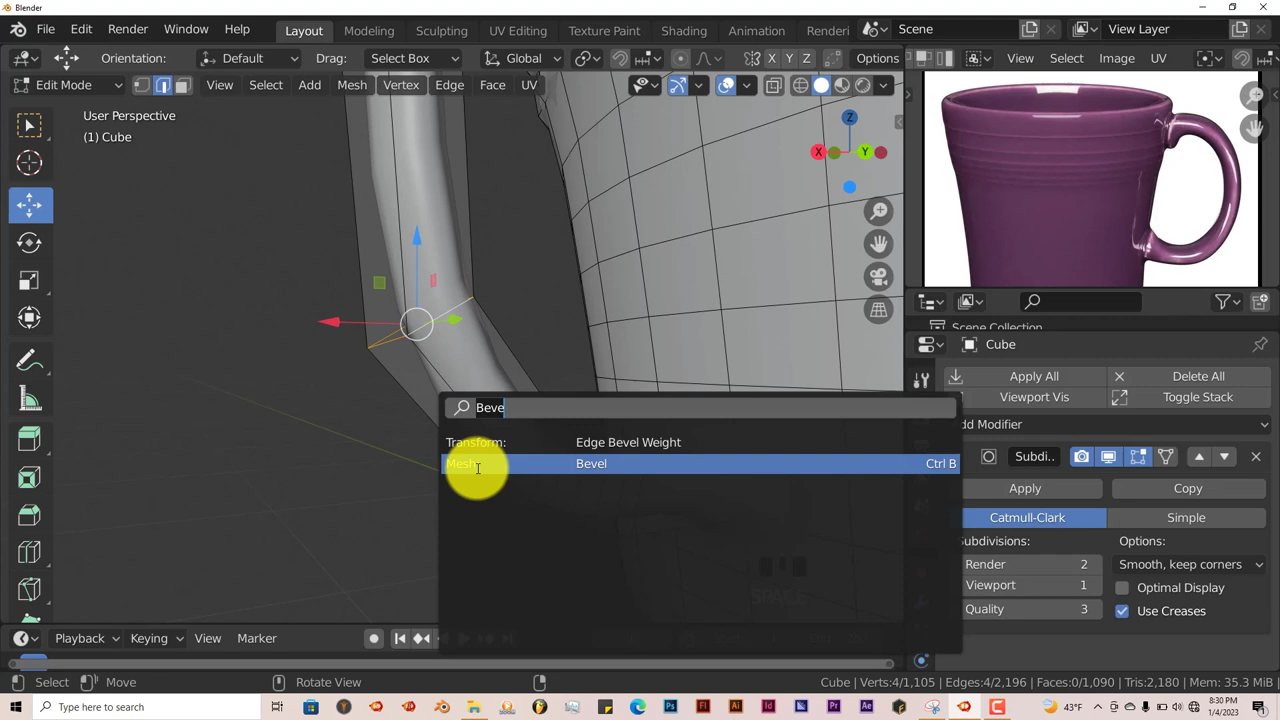 Blender
File Edit Render Window Help Layout Modeling Sculpting UV Editing Texture Paint Shading Animation Renderi Scene View Layer
Orientation: Default Drag: Select Box Global X Y Z Options View Select Image UV
Edit Mode View Select Add Mesh Vertex Edge Face UV
User Perspective
(1) Cube
Z
X Y
Scene Collection
Cube
Apply All Delete All
Viewport Vis Toggle Stack
dd Modifier
Subdi..
Apply Copy
Catmull-Clark Simple
Subdivisions: Options:
Render 2 Smooth, keep corners
Viewport 1 Optimal Display
Quality 3 Use Creases
Beve
Transform: Edge Bevel Weight
Mesh Bevel Ctrl B
SPACE
Playback Keying View Marker
Select Move Rotate View Cube | Verts:4/1,105 | Edges:4/2,196 | Faces:0/1,090 | Tris:2,180 | Mem: 35.3 MiB
Type here to search 43°F 8:30 PM
1/4/2023